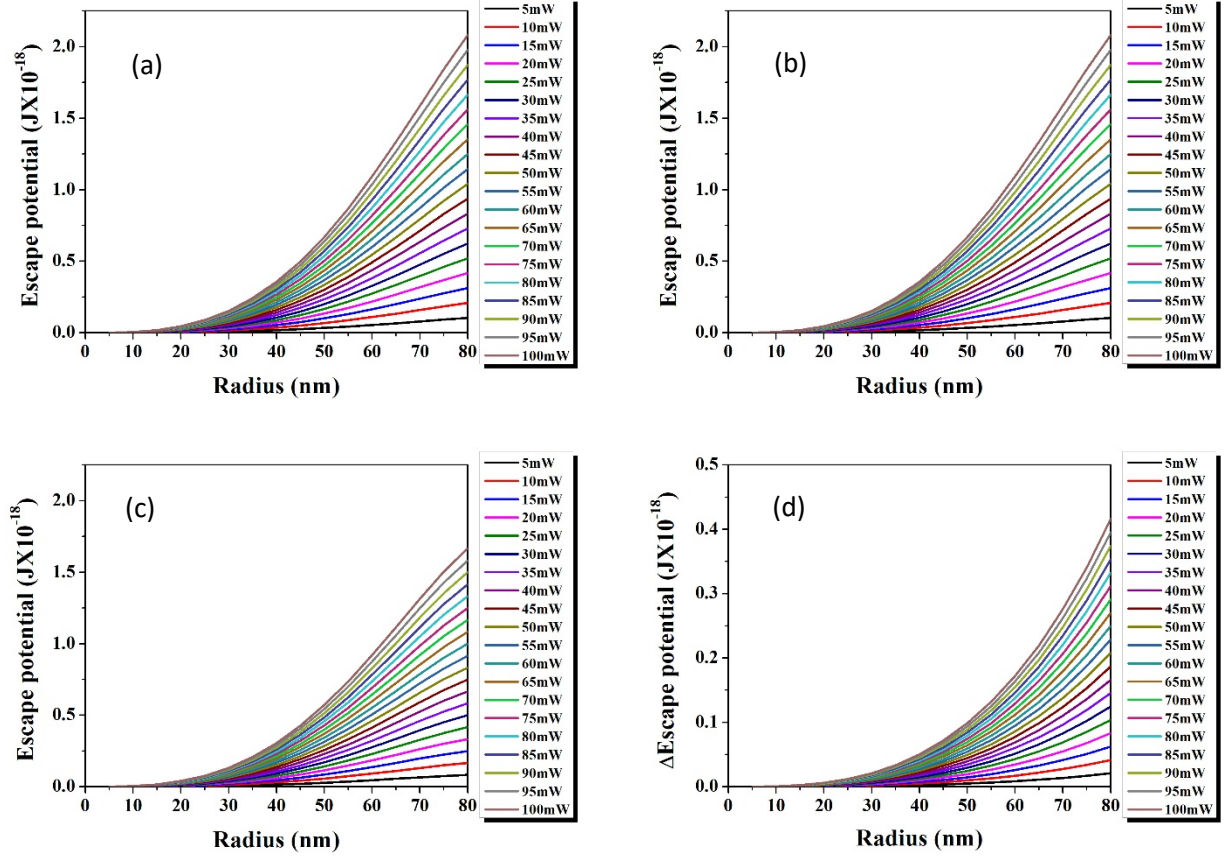 (a)
Escape potential (JX10⁻¹⁸)
2.0
1.5
1.0
0.5
0.0
0 10 20 30 40 50 60 70 80
Radius (nm)
5mW
10mW
15mW
20mW
25mW
30mW
35mW
40mW
45mW
50mW
55mW
60mW
65mW
70mW
75mW
80mW
85mW
90mW
95mW
100mW
(b)
Escape potential (JX10⁻¹⁸)
2.0
1.5
1.0
0.5
0.0
0 10 20 30 40 50 60 70 80
Radius (nm)
5mW
10mW
15mW
20mW
25mW
30mW
35mW
40mW
45mW
50mW
55mW
60mW
65mW
70mW
75mW
80mW
85mW
90mW
95mW
100mW
(c)
Escape potential (JX10⁻¹⁸)
2.0
1.5
1.0
0.5
0.0
0 10 20 30 40 50 60 70 80
Radius (nm)
5mW
10mW
15mW
20mW
25mW
30mW
35mW
40mW
45mW
50mW
55mW
60mW
65mW
70mW
75mW
80mW
85mW
90mW
95mW
100mW
(d)
ΔEscape potential (JX10⁻¹⁸)
0.5
0.4
0.3
0.2
0.1
0.0
0 10 20 30 40 50 60 70 80
Radius (nm)
5mW
10mW
15mW
20mW
25mW
30mW
35mW
40mW
45mW
50mW
55mW
60mW
65mW
70mW
75mW
80mW
85mW
90mW
95mW
100mW